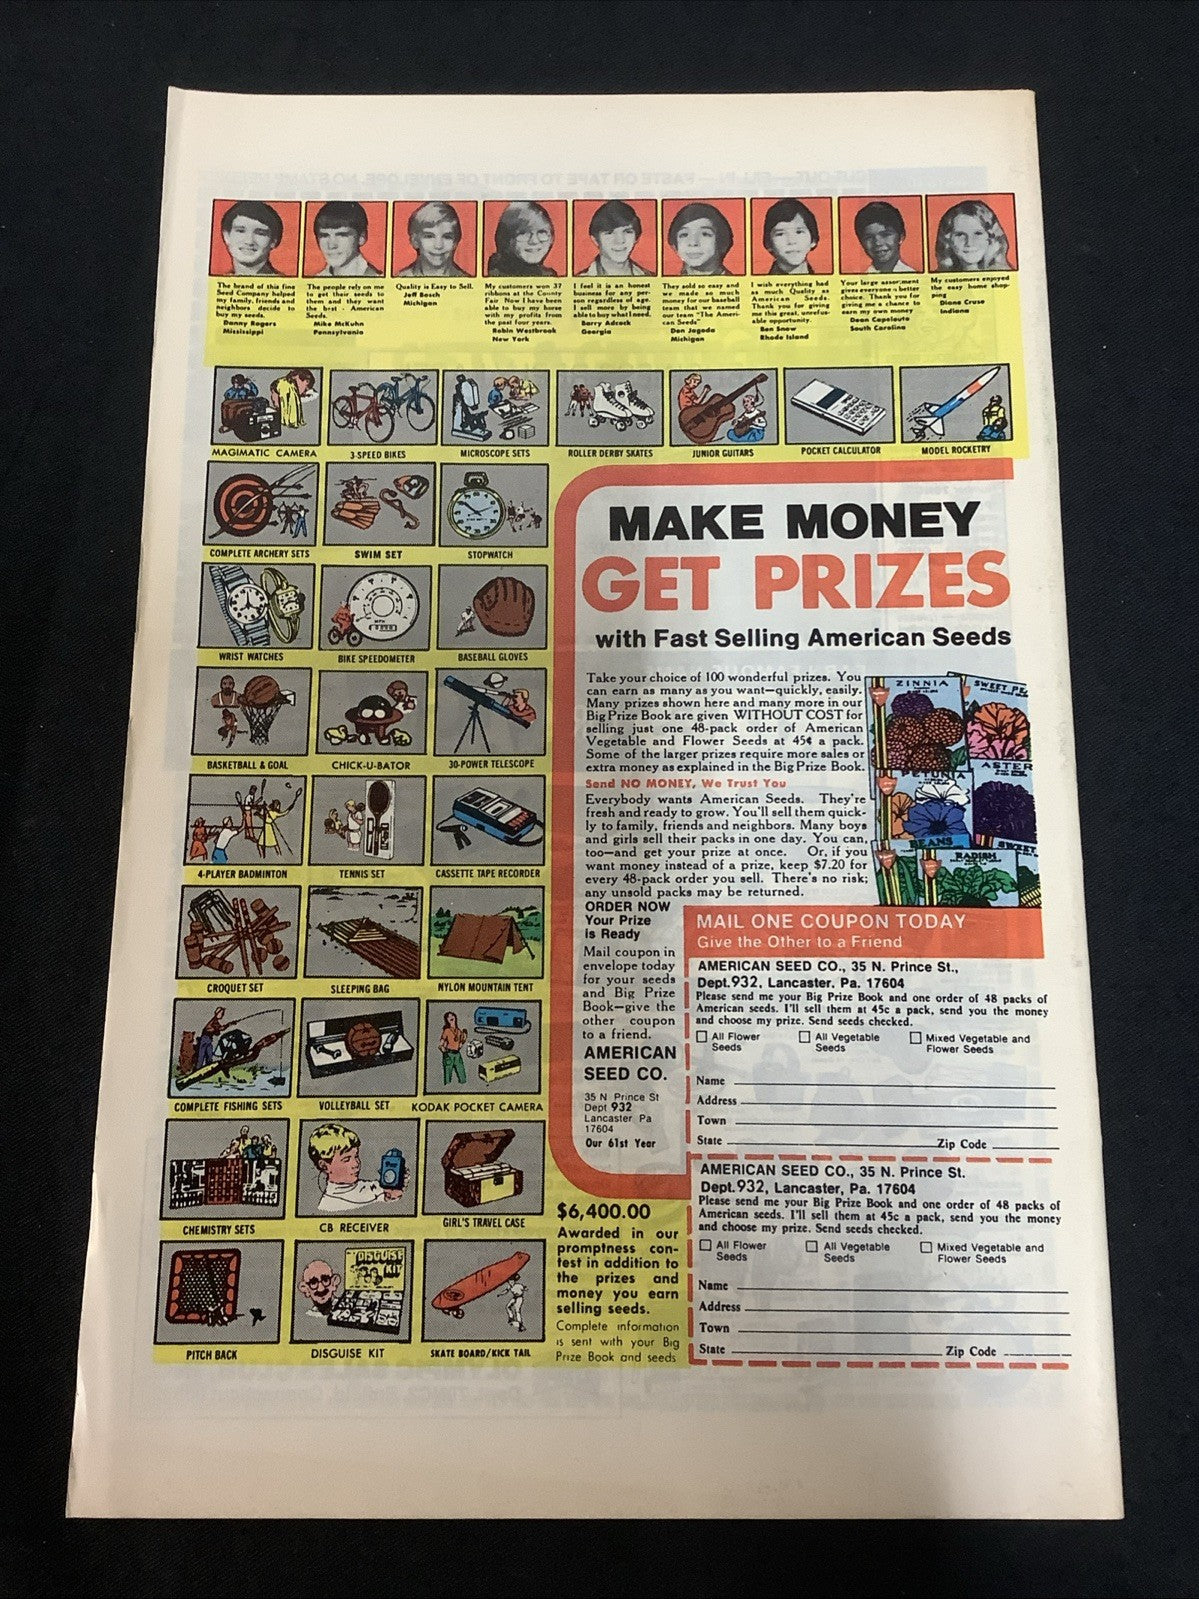 The brand of this fine
Seed Company helped
my family, friends and
neighbors decide to
buy my seeds.
Danny Rogers
Mississippi
The people rely on me
to get their seeds to
them and they want
the best - American
Seeds.
Mike McKuhn
Pennsylvania
Quality is Easy to Sell.
Jeff Bosch
Michigan
My customers won 37
ribbons at the County
Fair. Now I have been
able to buy my horse
with my profits from
the past four years.
Robin Westbrook
New York
I feel it is an honest
business for any per-
son regardless of age.
I sell more by being
able to buy what I need.
Barry Adcock
Georgia
They sold so easy and
we made so much
money for our baseball
team that we named
our team "The Ameri-
can Seeds"
Don Jagoda
Michigan
I wish everything had
as much Quality as
American Seeds.
Thank you for giving
me this great, unrefus-
able opportunity.
Ben Snow
Rhode Island
Your large assortment
gives everyone a better
choice. Thank you for
giving me a chance to
earn my own money
Dean Capelouto
South Carolina
My customers enjoyed
the easy home shop-
ping
Diana Cruse
Indiana
MAGIMATIC CAMERA
3-SPEED BIKES
MICROSCOPE SETS
ROLLER DERBY SKATES
JUNIOR GUITARS
POCKET CALCULATOR
MODEL ROCKETRY
COMPLETE ARCHERY SETS
SWIM SET
STOPWATCH
WRIST WATCHES
BIKE SPEEDOMETER
BASEBALL GLOVES
BASKETBALL & GOAL
CHICK-U-BATOR
30-POWER TELESCOPE
4-PLAYER BADMINTON
TENNIS SET
CASSETTE TAPE RECORDER
CROQUET SET
SLEEPING BAG
NYLON MOUNTAIN TENT
COMPLETE FISHING SETS
VOLLEYBALL SET
KODAK POCKET CAMERA
CHEMISTRY SETS
CB RECEIVER
GIRL'S TRAVEL CASE
DISGUISE
KIT
PITCH BACK
DISGUISE KIT
SKATE BOARD/KICK TAIL
MAKE MONEY
GET PRIZES
with Fast Selling American Seeds
Take your choice of 100 wonderful prizes. You
can earn as many as you want—quickly, easily.
Many prizes shown here and many more in our
Big Prize Book are given WITHOUT COST for
selling just one 48-pack order of American
Vegetable and Flower Seeds at 45¢ a pack.
Some of the larger prizes require more sales or
extra money as explained in the Big Prize Book.
Send NO MONEY, We Trust You
Everybody wants American Seeds. They're
fresh and ready to grow. You'll sell them quick-
ly to family, friends and neighbors. Many boys
and girls sell their packs in one day. You can,
too—and get your prize at once. Or, if you
want money instead of a prize, keep $7.20 for
every 48-pack order you sell. There's no risk;
any unsold packs may be returned.
ZINNIA
SWEET PE
ASTER
PETUNIA
BEANS
RADISH
SWEET
ORDER NOW
Your Prize
is Ready
Mail coupon in
envelope today
for your seeds
and Big Prize
Book—give the
other coupon
to a friend.
AMERICAN
SEED CO.
35 N Prince St
Dept 932
Lancaster Pa
17604
Our 61st Year
MAIL ONE COUPON TODAY
Give the Other to a Friend
AMERICAN SEED CO., 35 N. Prince St.,
Dept.932, Lancaster, Pa. 17604
Please send me your Big Prize Book and one order of 48 packs of
American seeds. I'll sell them at 45c a pack, send you the money
and choose my prize. Send seeds checked.
All Flower Seeds
All Vegetable Seeds
Mixed Vegetable and Flower Seeds
Name
Address
Town
State Zip Code
AMERICAN SEED CO., 35 N. Prince St.
Dept.932, Lancaster, Pa. 17604
Please send me your Big Prize Book and one order of 48 packs of
American seeds. I'll sell them at 45c a pack, send you the money
and choose my prize. Send seeds checked.
All Flower Seeds
All Vegetable Seeds
Mixed Vegetable and Flower Seeds
Name
Address
Town
State Zip Code
$6,400.00
Awarded in our
promptness con-
test in addition to
the prizes and
money you earn
selling seeds.
Complete information
is sent with your Big
Prize Book and seeds